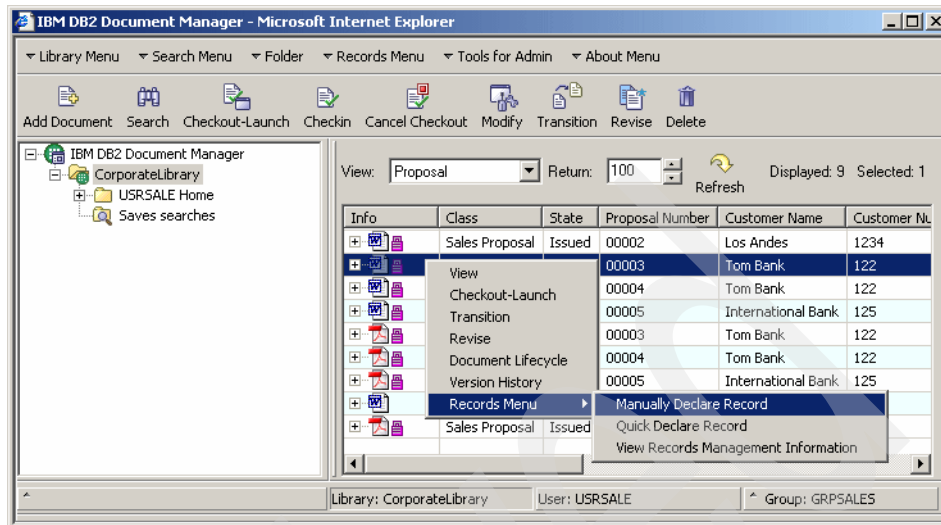 IBM DB2 Document Manager - Microsoft Internet Explorer
Library Menu Search Menu Folder Records Menu Tools for Admin About Menu
Add Document Search Checkout-Launch Checkin Cancel Checkout Modify Transition Revise Delete
IBM DB2 Document Manager
CorporateLibrary
USRSALE Home
Saves searches
View: Proposal Return: 100 Refresh Displayed: 9 Selected: 1
Info Class State Proposal Number Customer Name Customer Nu
Sales Proposal Issued 00002 Los Andes 1234
00003 Tom Bank 122
00004 Tom Bank 122
00005 International Bank 125
00003 Tom Bank 122
00004 Tom Bank 122
00005 International Bank 125
Sales Proposal Issued
View
Checkout-Launch
Transition
Revise
Document Lifecycle
Version History
Records Menu
Manually Declare Record
Quick Declare Record
View Records Management Information
Library: CorporateLibrary User: USRSALE Group: GRPSALES